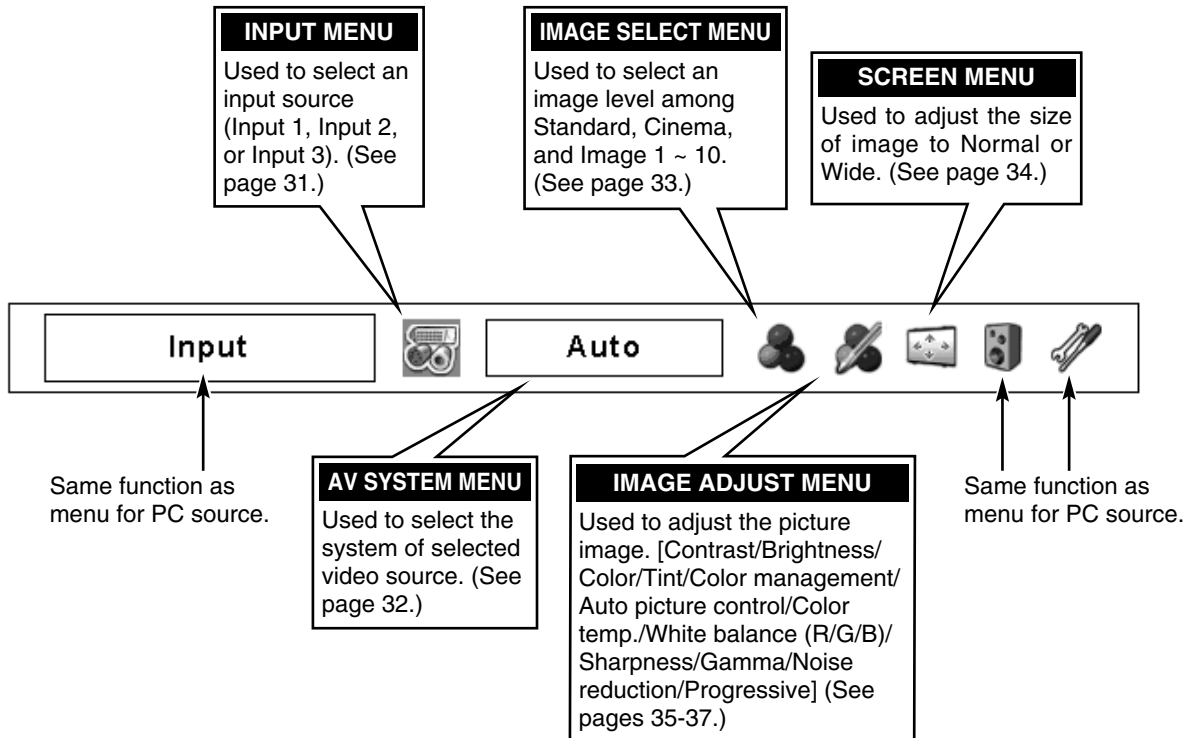 INPUT MENU
Used to select an
input source
(Input 1, Input 2,
or Input 3). (See
page 31.)
IMAGE SELECT MENU
Used to select an
image level among
Standard, Cinema,
and Image 1 ~ 10.
(See page 33.)
SCREEN MENU
Used to adjust the size
of image to Normal or
Wide. (See page 34.)
Input
Auto
Same function as
menu for PC source.
AV SYSTEM MENU
Used to select the
system of selected
video source. (See
page 32.)
IMAGE ADJUST MENU
Used to adjust the picture
image. [Contrast/Brightness/
Color/Tint/Color management/
Auto picture control/Color
temp./White balance (R/G/B)/
Sharpness/Gamma/Noise
reduction/Progressive] (See
pages 35-37.)
Same function as
menu for PC source.